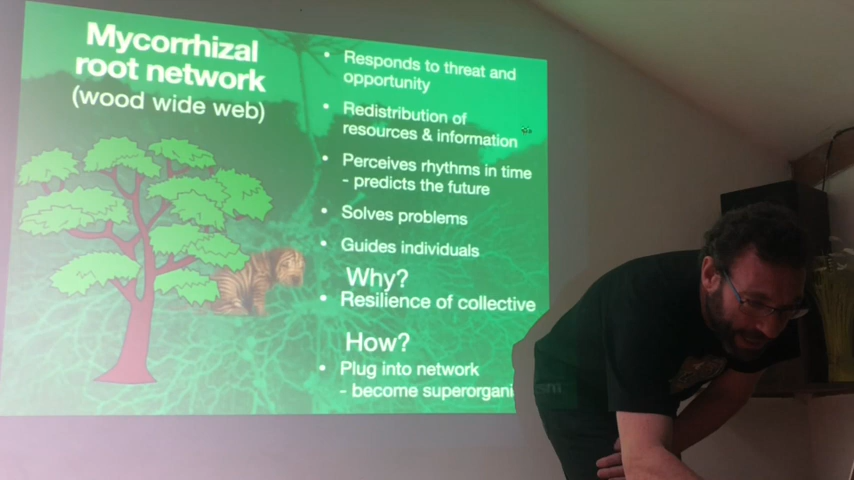 Mycorrhizal
root network
(wood wide web)
• Responds to threat and
opportunity
• Redistribution of
resources & information
• Perceives rhythms in time
- predicts the future
• Solves problems
• Guides individuals
Why?
• Resilience of collective
How?
• Plug into network
- become superorganism